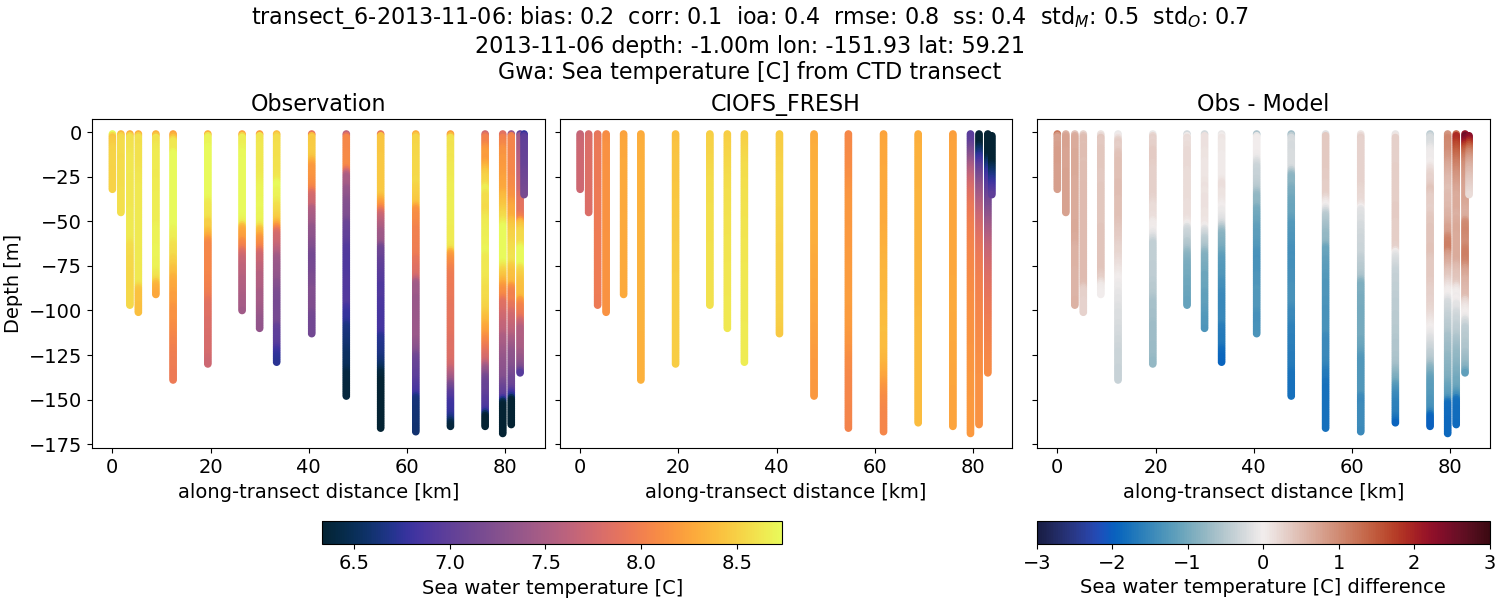 transect_6-2013-11-06: bias: 0.2  corr: 0.1  ioa: 0.4  rmse: 0.8  ss: 0.4  std_M: 0.5  std_O: 0.7
2013-11-06 depth: -1.00m lon: -151.93 lat: 59.21
Gwa: Sea temperature [C] from CTD transect
Observation
CIOFS_FRESH
Obs - Model
Depth [m]
0
−25
−50
−75
−100
−125
−150
−175
0 20 40 60 80
0 20 40 60 80
0 20 40 60 80
along-transect distance [km]
along-transect distance [km]
along-transect distance [km]
6.5 7.0 7.5 8.0 8.5
Sea water temperature [C]
−3 −2 −1 0 1 2 3
Sea water temperature [C] difference